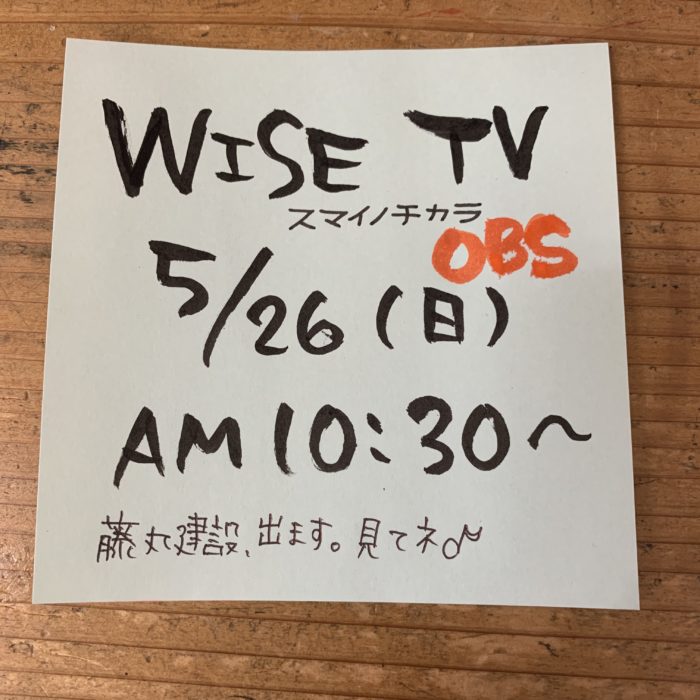 WISE TV
スマイノチカラ
OBS
5/26(日)
AM10:30~
藤丸建設、出ます。見てネ♪